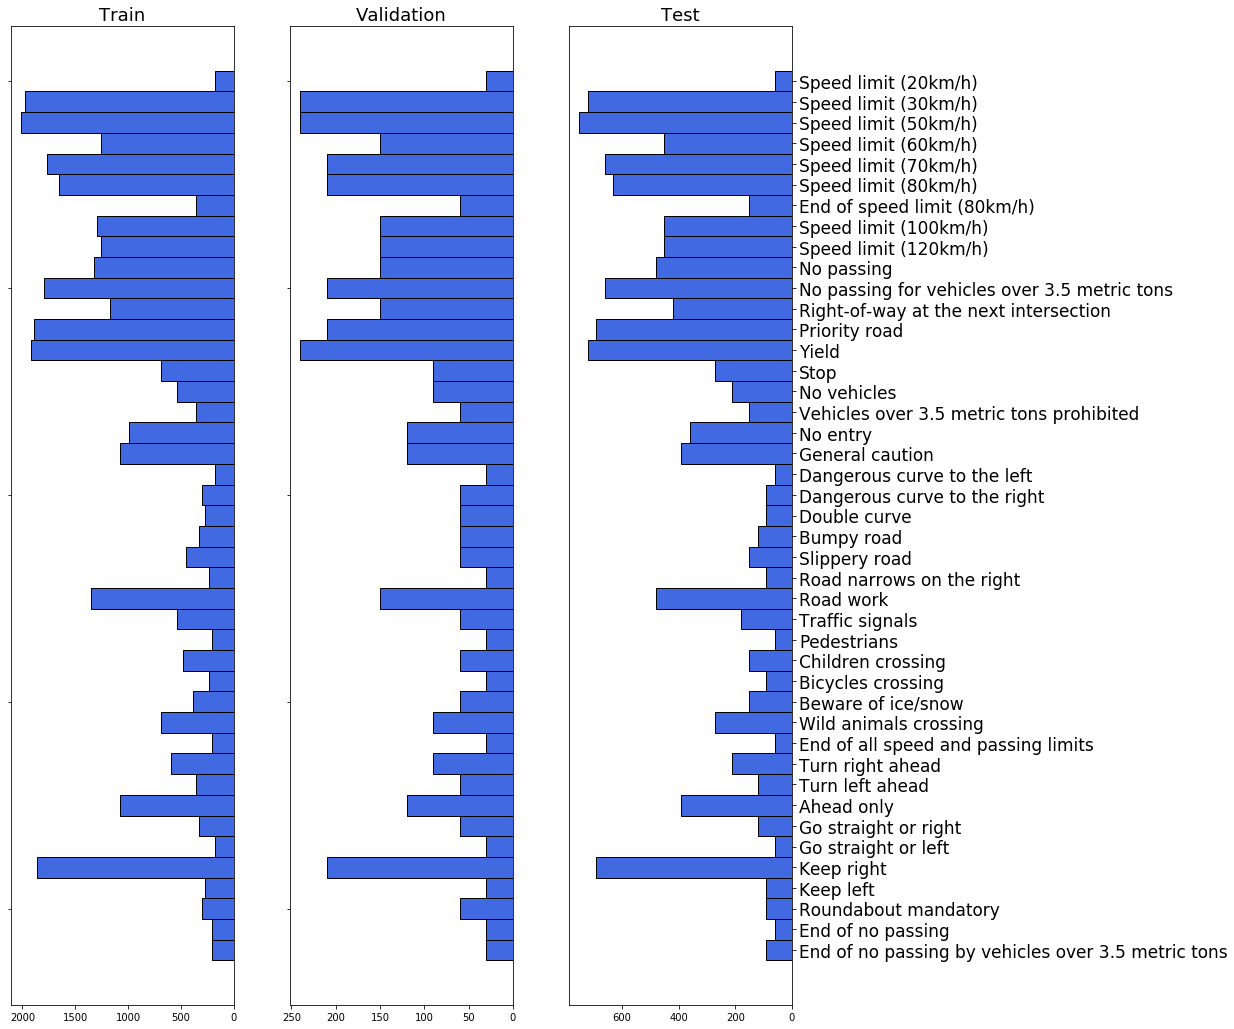 Train Validation Test
Speed limit (20km/h)
Speed limit (30km/h)
Speed limit (50km/h)
Speed limit (60km/h)
Speed limit (70km/h)
Speed limit (80km/h)
End of speed limit (80km/h)
Speed limit (100km/h)
Speed limit (120km/h)
No passing
No passing for vehicles over 3.5 metric tons
Right-of-way at the next intersection
Priority road
Yield
Stop
No vehicles
Vehicles over 3.5 metric tons prohibited
No entry
General caution
Dangerous curve to the left
Dangerous curve to the right
Double curve
Bumpy road
Slippery road
Road narrows on the right
Road work
Traffic signals
Pedestrians
Children crossing
Bicycles crossing
Beware of ice/snow
Wild animals crossing
End of all speed and passing limits
Turn right ahead
Turn left ahead
Ahead only
Go straight or right
Go straight or left
Keep right
Keep left
Roundabout mandatory
End of no passing
End of no passing by vehicles over 3.5 metric tons
2000 1500 1000 500 0 250 200 150 100 50 0 600 400 200 0